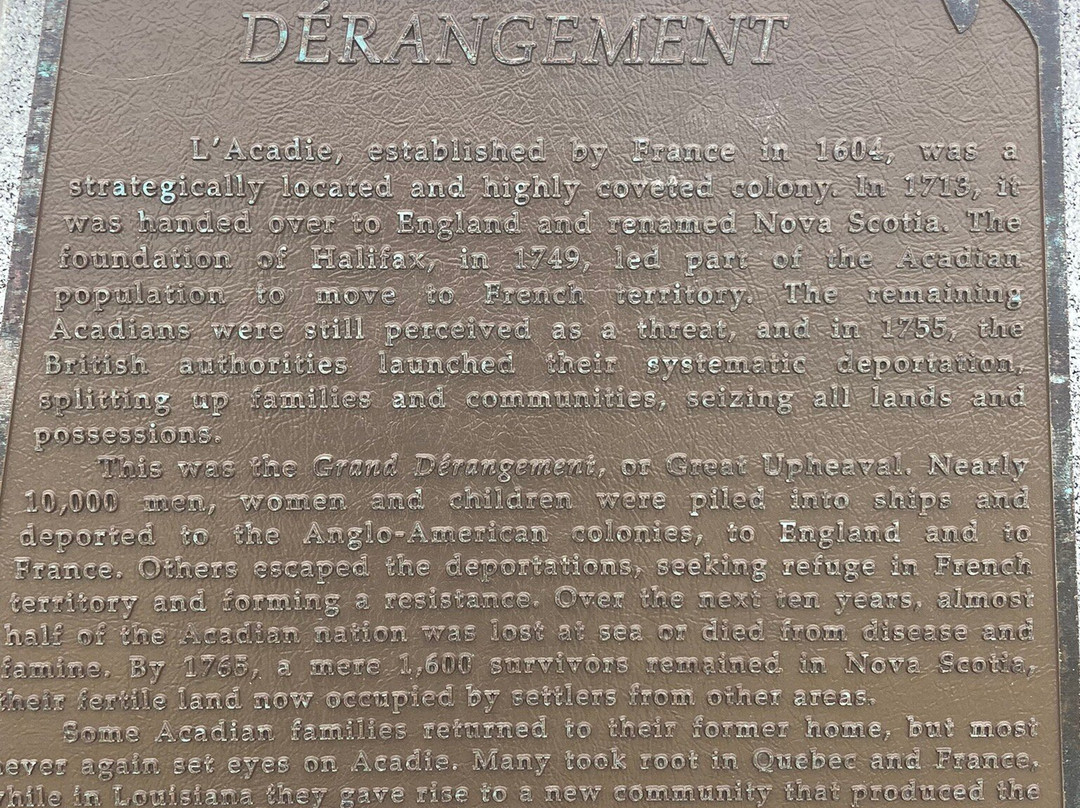 DÉRANGEMENT
L'Acadie, established by France in 1604, was a
strategically located and highly coveted colony. In 1713, it
was handed over to England and renamed Nova Scotia. The
foundation of Halifax, in 1749, led part of the Acadian
population to move to French territory. The remaining
Acadians were still perceived as a threat, and in 1755, the
British authorities launched their systematic deportation,
splitting up families and communities, seizing all lands and
possessions.
This was the Grand Dérangement, or Great Upheaval. Nearly
10,000 men, women and children were piled into ships and
deported to the Anglo-American colonies, to England and to
France. Others escaped the deportations, seeking refuge in French
territory and forming a resistance. Over the next ten years, almost
half of the Acadian nation was lost at sea or died from disease and
famine. By 1765, a mere 1,600 survivors remained in Nova Scotia,
their fertile land now occupied by settlers from other areas.
Some Acadian families returned to their former home, but most
never again set eyes on Acadie. Many took root in Quebec and France,
while in Louisiana they gave rise to a new community that produced the